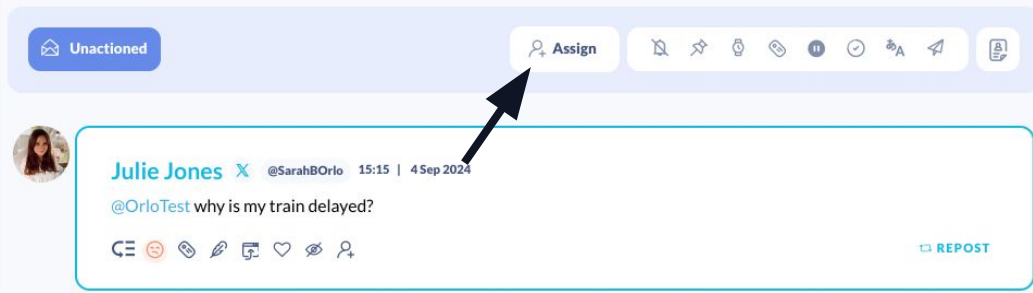 Unactioned
Assign
Julie Jones 𝕏 @SarahBOrlo 15:15 | 4 Sep 2024
@OrloTest why is my train delayed?
REPOST